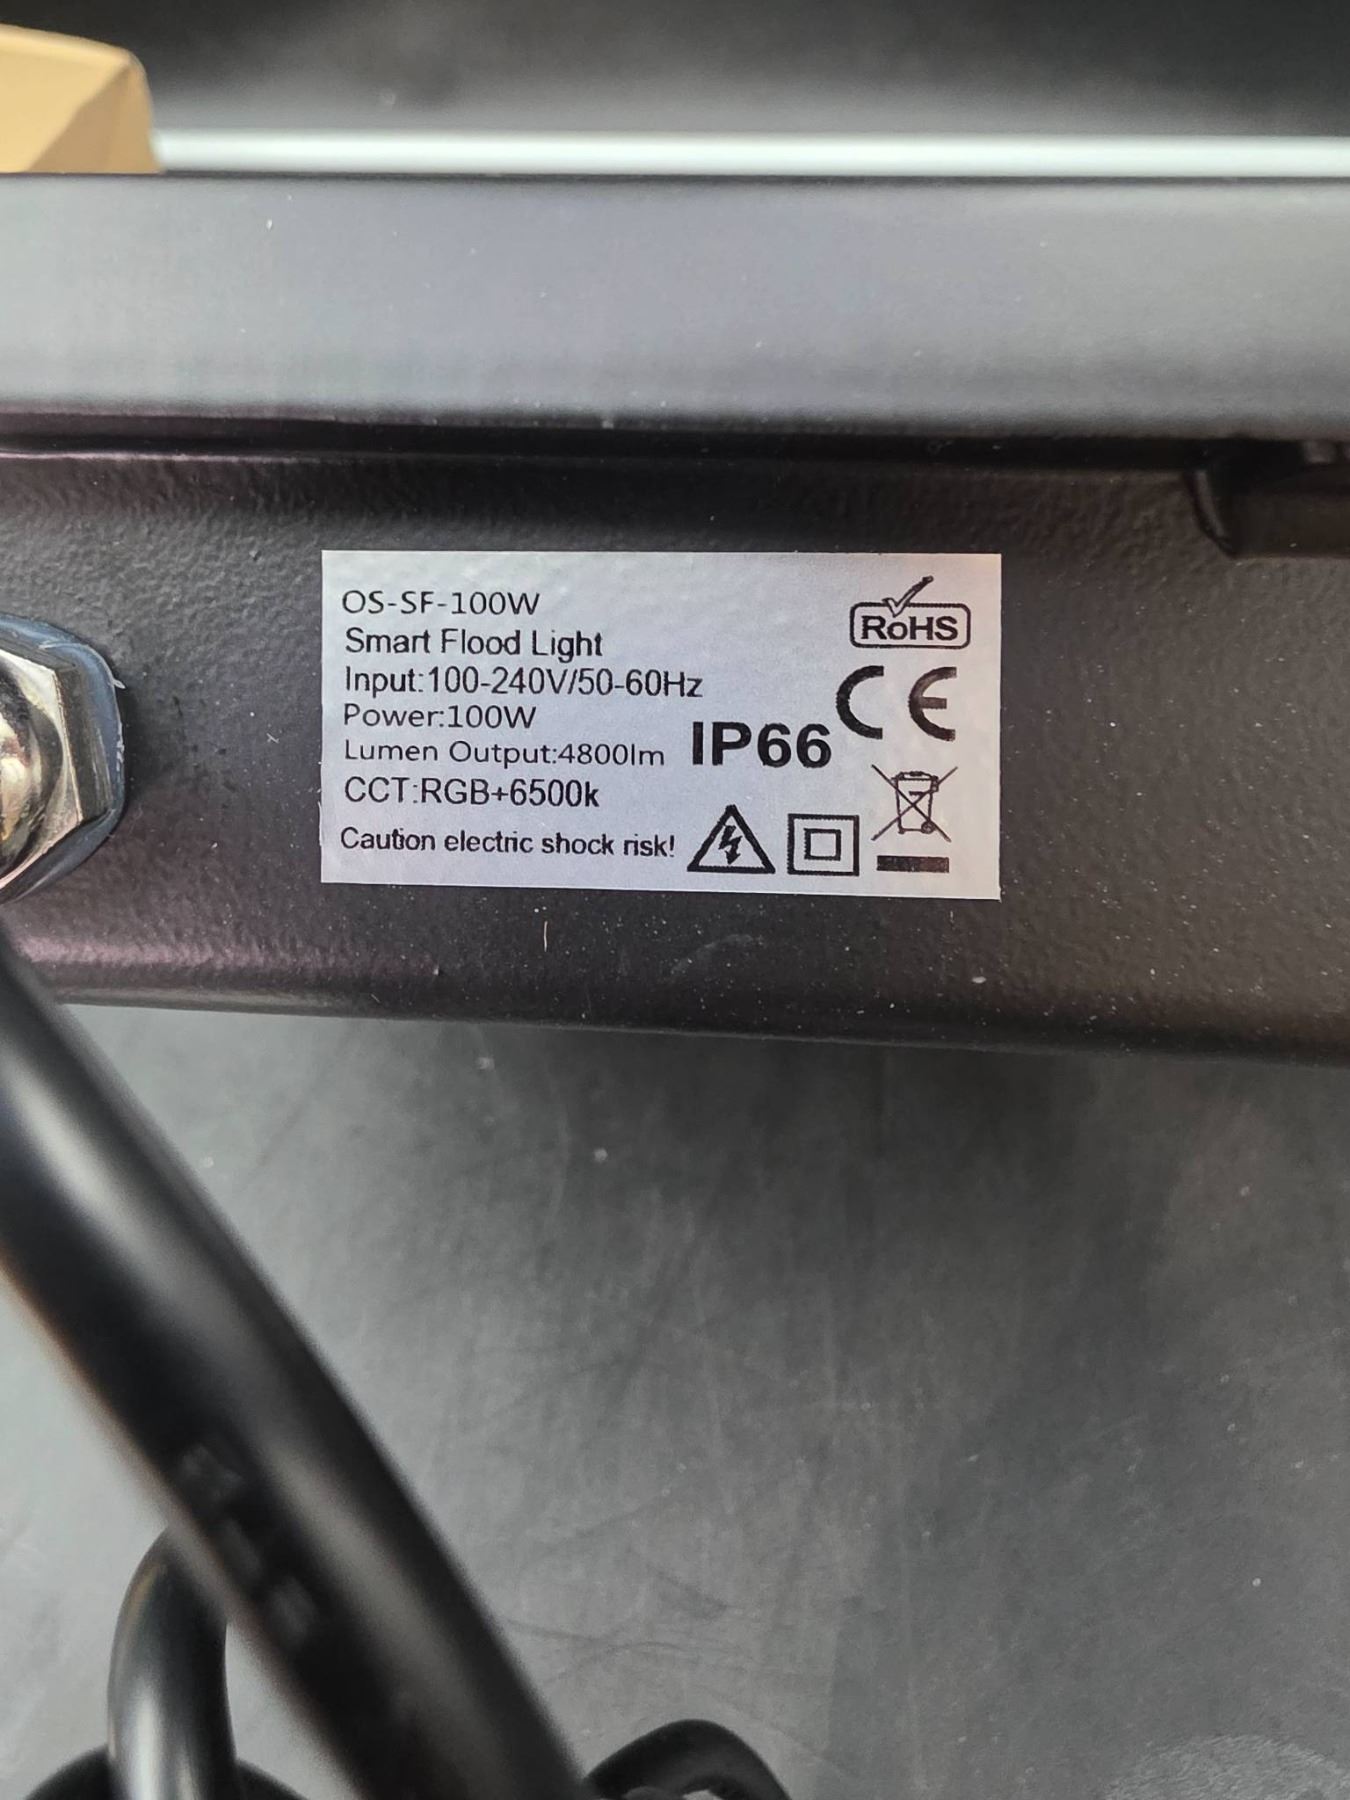 OS-SF-100W
Smart Flood Light
Input:100-240V/50-60Hz
Power:100W
Lumen Output:4800lm
CCT:RGB+6500k
Caution electric shock risk!
IP66
RoHS
CE